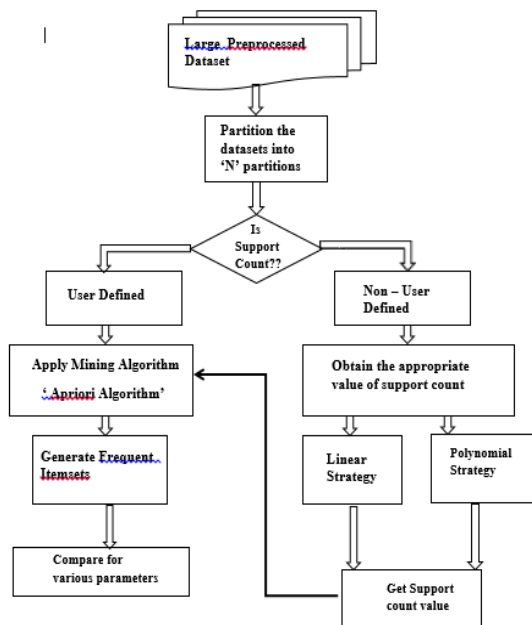 Large Preprocessed
Dataset
Partition the
datasets into
‘N’ partitions
Is
Support
Count??
User Defined
Non – User
Defined
Apply Mining Algorithm
‘ Apriori Algorithm’
Obtain the appropriate
value of support count
Generate Frequent
Itemsets
Linear
Strategy
Polynomial
Strategy
Compare for
various parameters
Get Support
count value